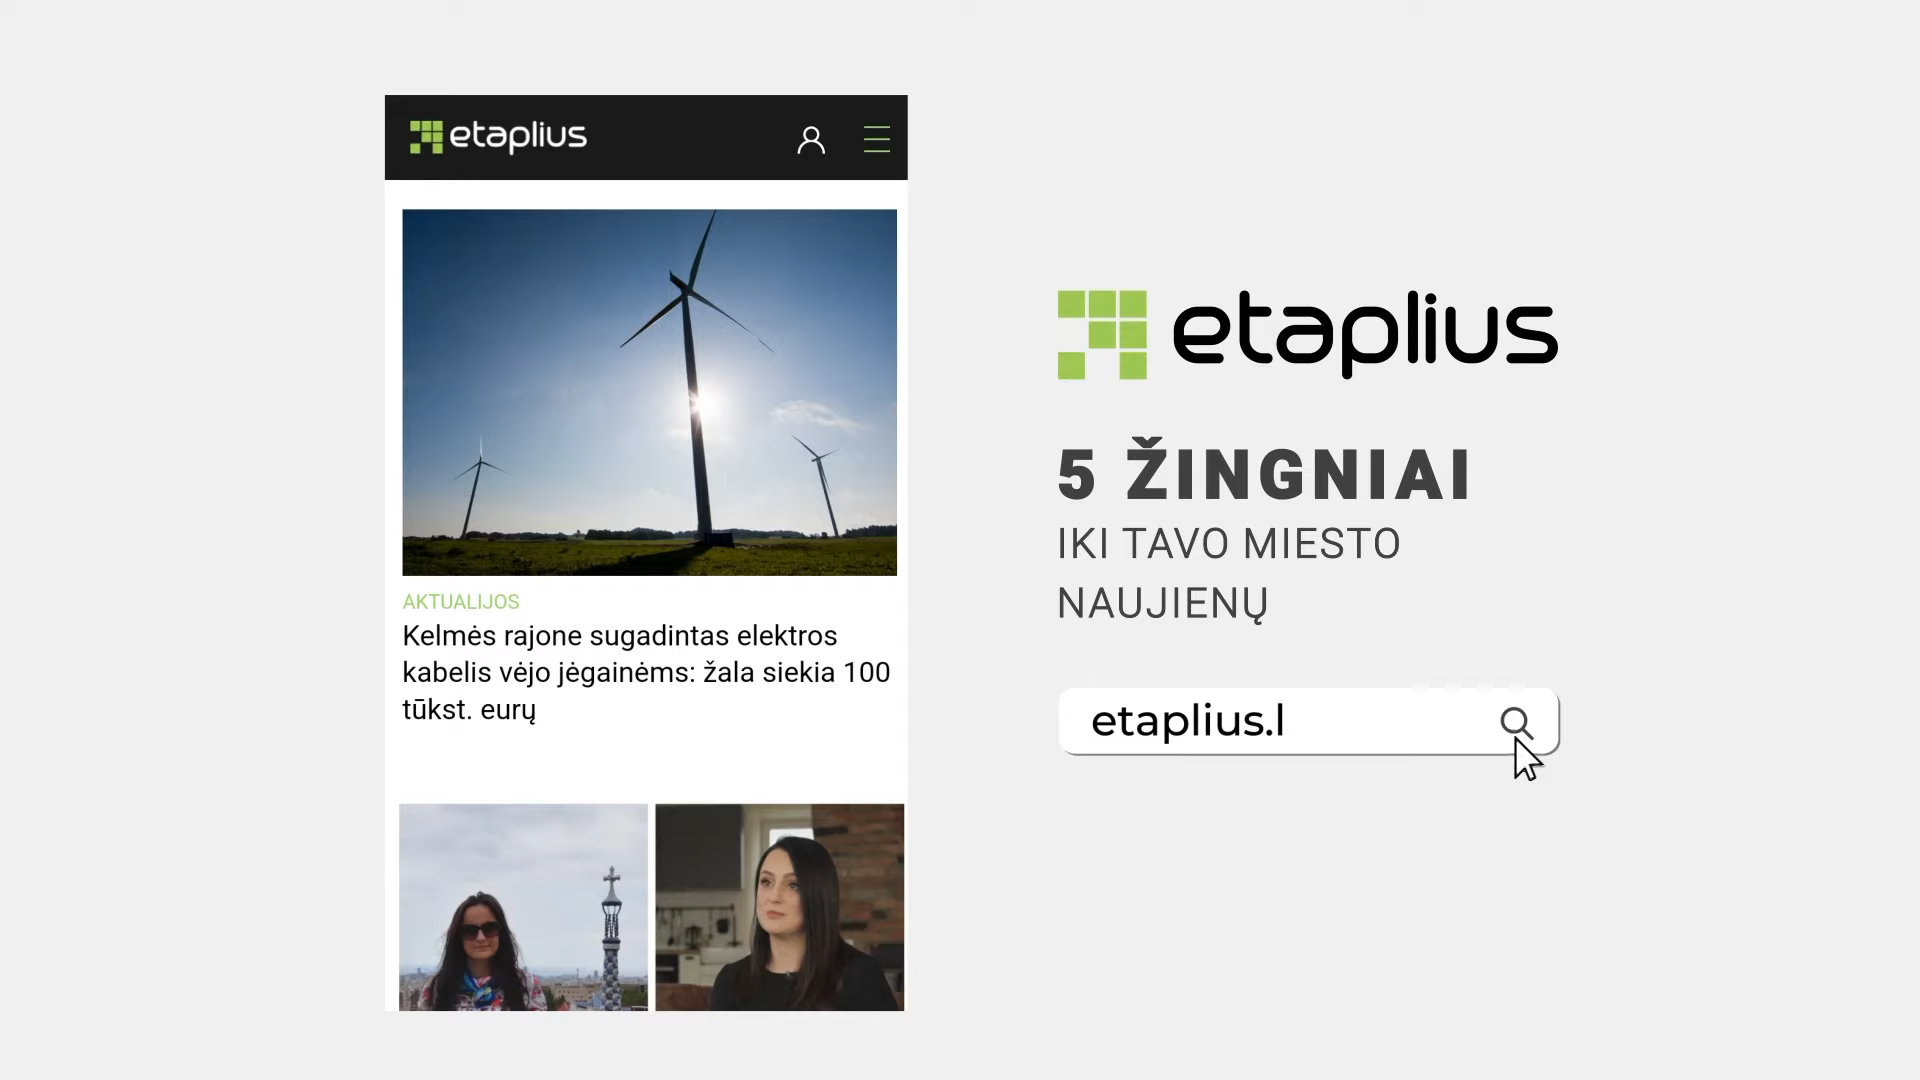 etaplius
AKTUALIJOS
Kelmės rajone sugadintas elektros
kabelis vėjo jėgainėms: žala siekia 100
tūkst. eurų
etaplius
5 ŽINGNIAI
IKI TAVO MIESTO
NAUJIENŲ
etaplius.l